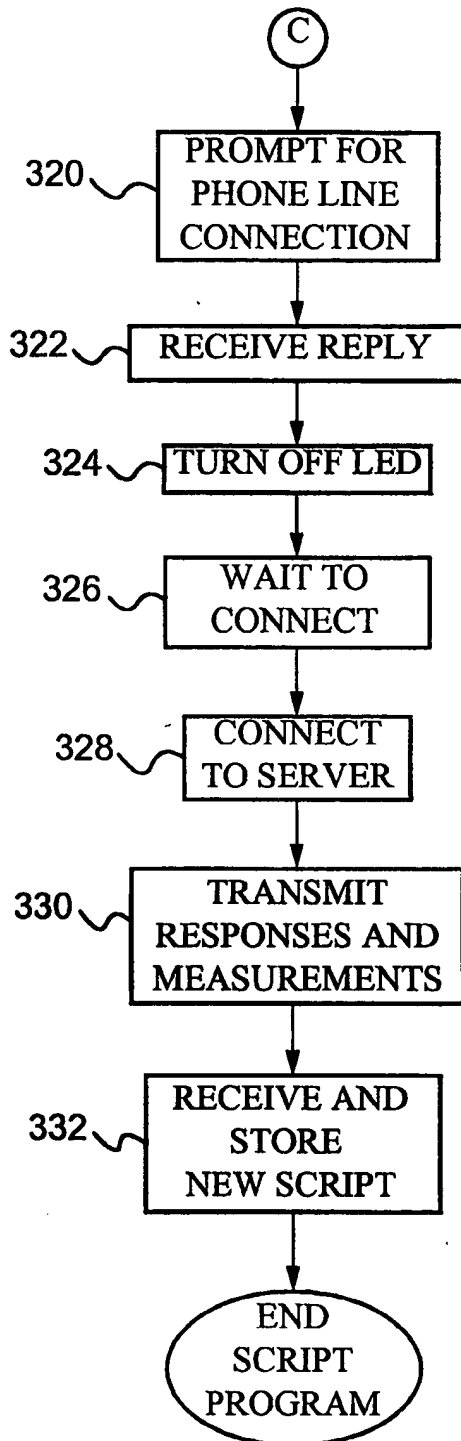 C
320
PROMPT FOR
PHONE LINE
CONNECTION
322
RECEIVE REPLY
324
TURN OFF LED
326
WAIT TO
CONNECT
328
CONNECT
TO SERVER
330
TRANSMIT
RESPONSES AND
MEASUREMENTS
332
RECEIVE AND
STORE
NEW SCRIPT
END
SCRIPT
PROGRAM